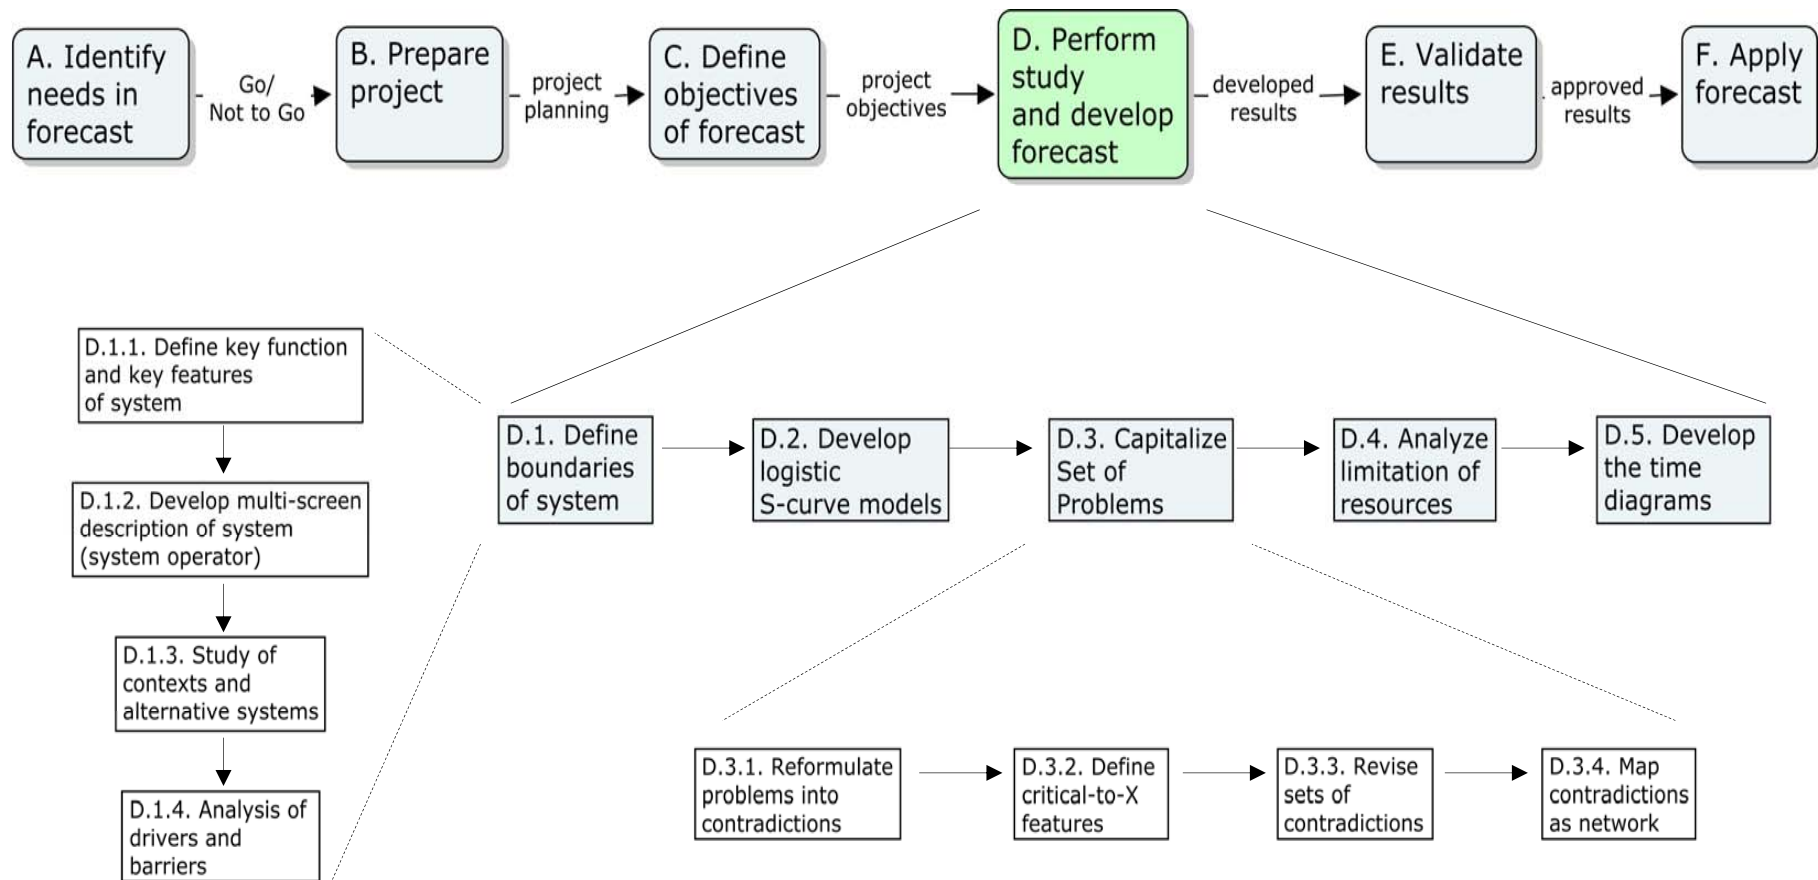 A. Identify
needs in
forecast
Go/
Not to Go
B. Prepare
project
project
planning
C. Define
objectives
of forecast
project
objectives
D. Perform
study
and develop
forecast
developed
results
E. Validate
results
approved
results
F. Apply
forecast
D.1.1. Define key function
and key features
of system
D.1.2. Develop multi-screen
description of system
(system operator)
D.1.3. Study of
contexts and
alternative systems
D.1.4. Analysis of
drivers and
barriers
D.1. Define
boundaries
of system
D.2. Develop
logistic
S-curve models
D.3. Capitalize
Set of
Problems
D.4. Analyze
limitation of
resources
D.5. Develop
the time
diagrams
D.3.1. Reformulate
problems into
contradictions
D.3.2. Define
critical-to-X
features
D.3.3. Revise
sets of
contradictions
D.3.4. Map
contradictions
as network